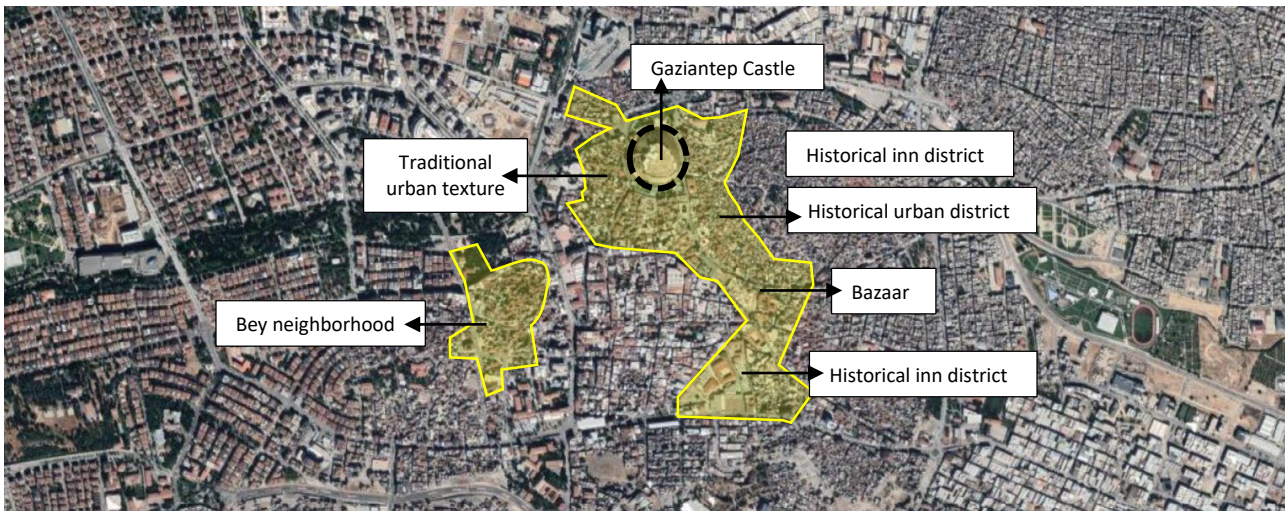 Gaziantep Castle
Traditional
urban texture
Historical inn district
Historical urban district
Bazaar
Bey neighborhood
Historical inn district